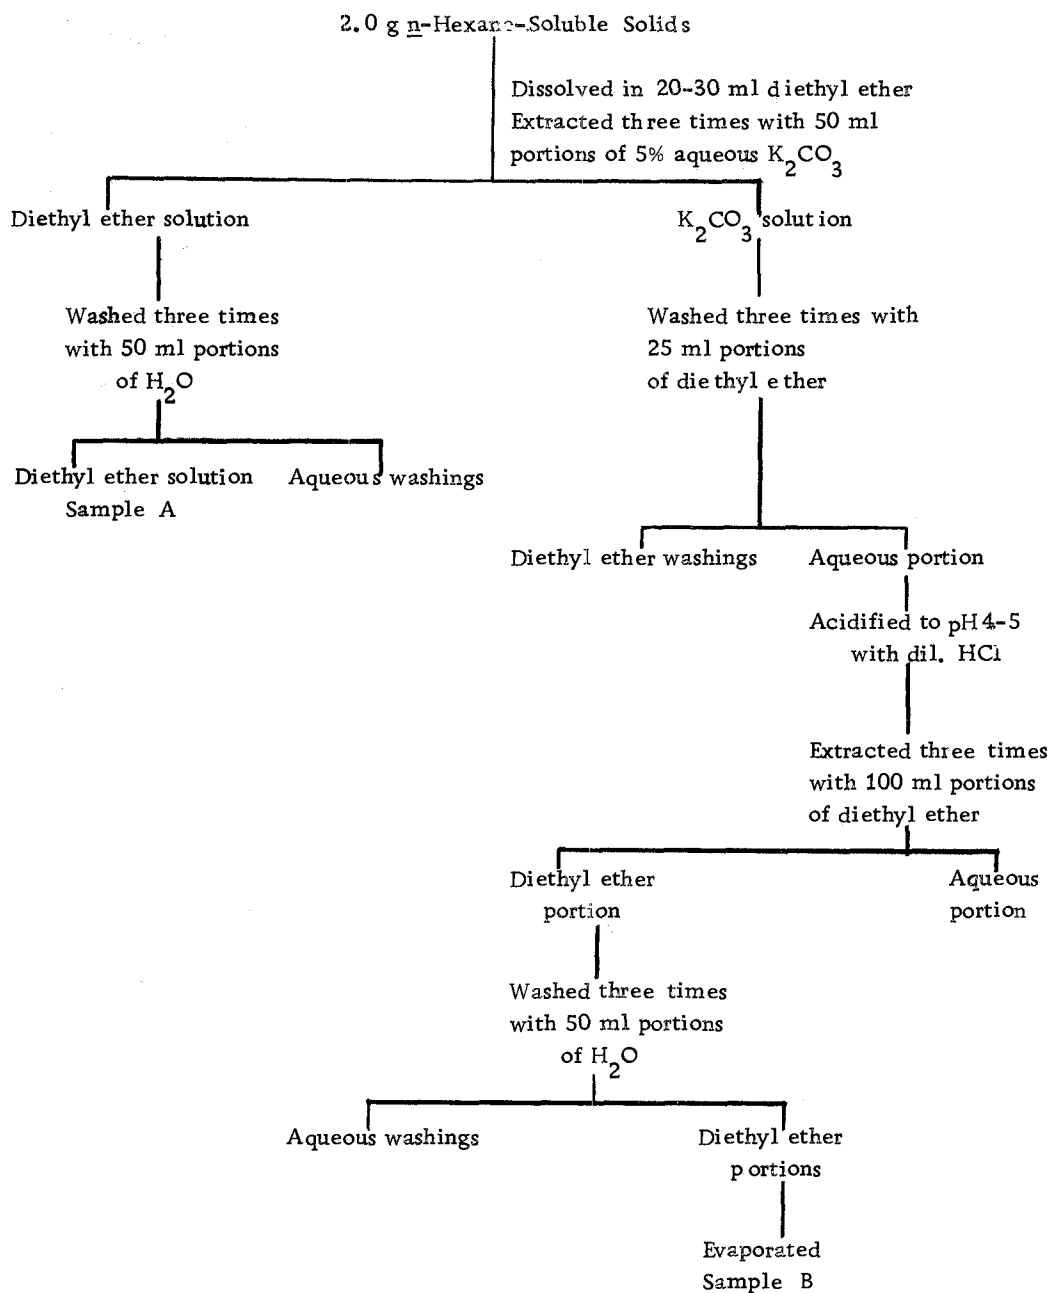 2.0 g n-Hexane-Soluble Solids
Dissolved in 20-30 ml diethyl ether
Extracted three times with 50 ml
portions of 5% aqueous K2CO3
Diethyl ether solution
K2CO3 solution
Washed three times
with 50 ml portions
of H2O
Washed three times with
25 ml portions
of diethyl ether
Diethyl ether solution
Sample A
Aqueous washings
Diethyl ether washings
Aqueous portion
Acidified to pH 4-5
with dil. HCl
Extracted three times
with 100 ml portions
of diethyl ether
Diethyl ether
portion
Aqueous
portion
Washed three times
with 50 ml portions
of H2O
Aqueous washings
Diethyl ether
portions
Evaporated
Sample B